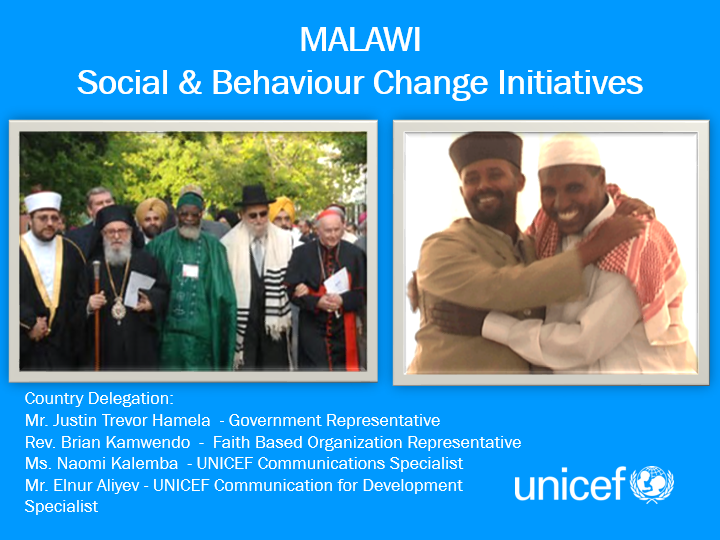 MALAWI
Social & Behaviour Change Initiatives
Country Delegation:
Mr. Justin Trevor Hamela  - Government Representative
Rev. Brian Kamwendo  -  Faith Based Organization Representative
Ms. Naomi Kalemba  - UNICEF Communications Specialist
Mr. Elnur Aliyev - UNICEF Communication for Development
Specialist
unicef